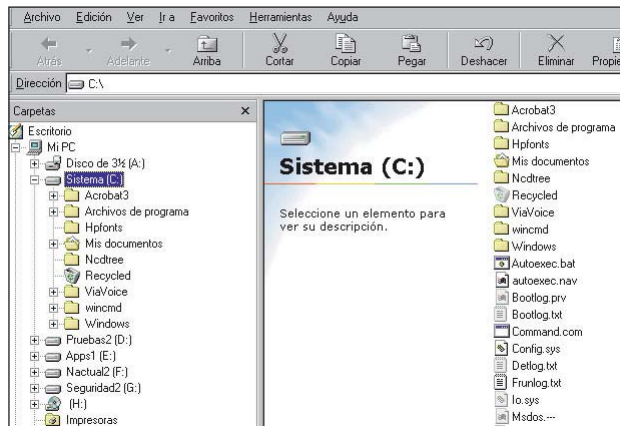 Archivo Edición Ver Ir a Favoritos Herramientas Ayuda
Atrás Adelante Arriba Cortar Copiar Pegar Deshacer Eliminar Propie
Dirección C:\
Carpetas
Escritorio
Mi PC
Disco de 3½ (A:)
Sistema (C:)
Acrobat3
Archivos de programa
Hpfonts
Mis documentos
Ncdtree
Recycled
ViaVoice
wincmd
Windows
Pruebas2 (D:)
Apps1 (E:)
Nactual2 (F:)
Seguridad2 (G:)
(H:)
Impresoras
Sistema (C:)
Seleccione un elemento para
ver su descripción.
Acrobat3
Archivos de programa
Hpfonts
Mis documentos
Ncdtree
Recycled
ViaVoice
wincmd
Windows
Autoexec.bat
autoexec.nav
Bootlog.prv
Bootlog.txt
Command.com
Config.sys
Detlog.txt
Frunlog.txt
Io.sys
Msdos.---